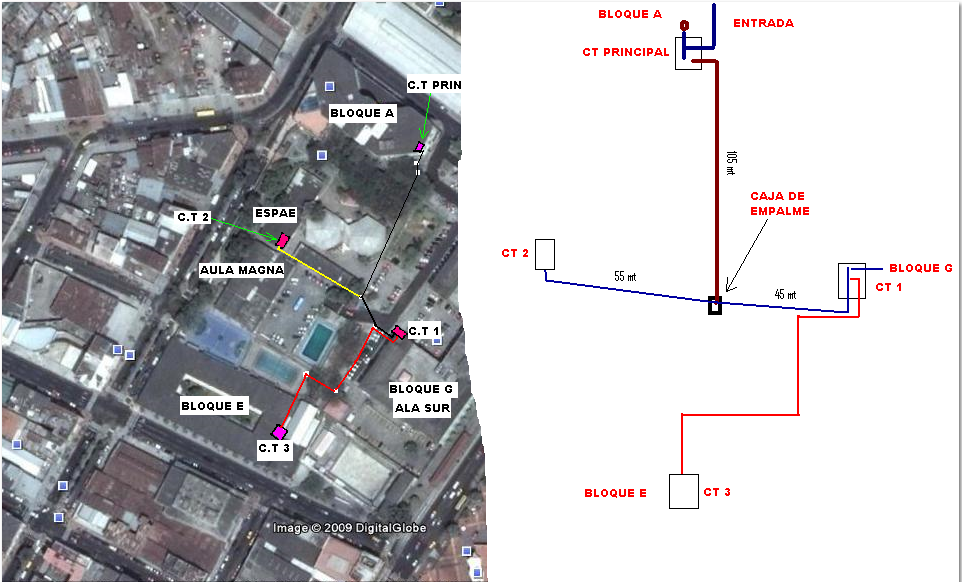 C.T PRIN
BLOQUE A
C.T 2
ESPAE
AULA MAGNA
C.T 1
BLOQUE G
ALA SUR
BLOQUE E
C.T 3
Image © 2009 DigitalGlobe
BLOQUE A
ENTRADA
CT PRINCIPAL
105 mt
CAJA DE
EMPALME
CT 2
55 mt
45 mt
BLOQUE G
CT 1
BLOQUE E
CT 3